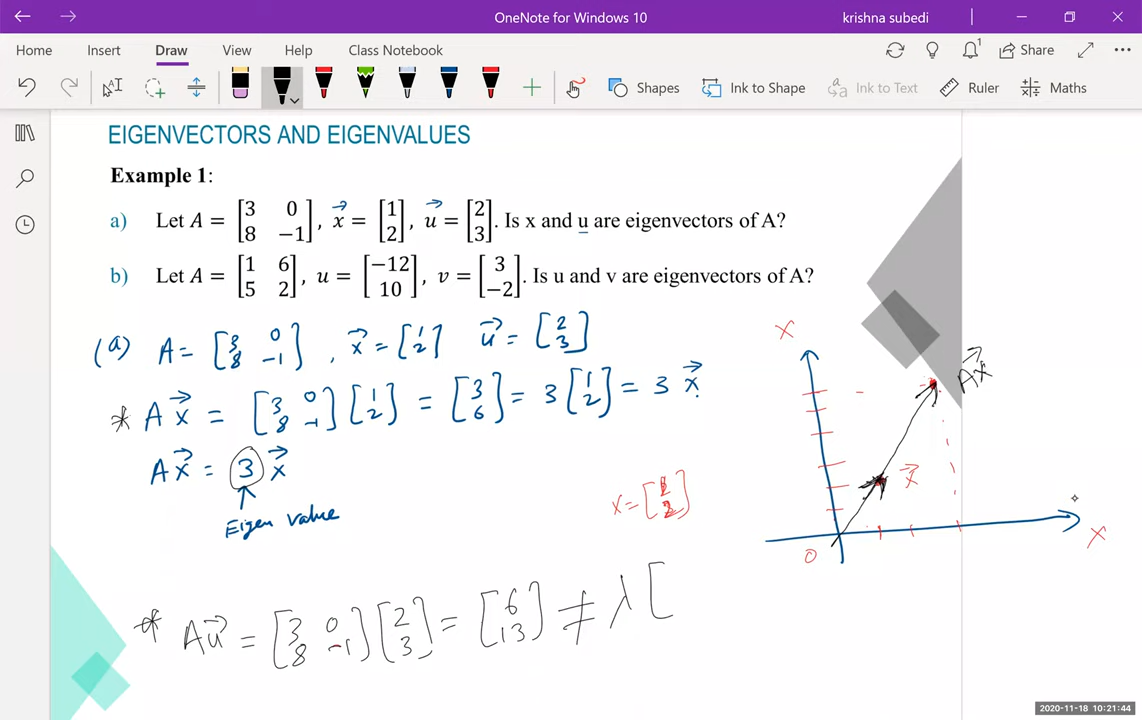 OneNote for Windows 10
krishna subedi
Home Insert Draw View Help Class Notebook
Share
Shapes Ink to Shape Ink to Text Ruler Maths
EIGENVECTORS AND EIGENVALUES
Example 1:
a) Let A = [3 0; 8 −1], x⃗ = [1; 2], u⃗ = [2; 3]. Is x and u are eigenvectors of A?
b) Let A = [1 6; 5 2], u = [−12; 10], v = [3; −2]. Is u and v are eigenvectors of A?
(a) A = [3 0; 8 -1], x⃗ = [1; 2] u⃗ = [2; 3]
* A x⃗ = [3 0; 8 -1] [1; 2] = [3; 6] = 3 [1; 2] = 3 x⃗
A x⃗ = 3 x⃗
Eigen value
* A u⃗ = [3 0; 8 -1] [2; 3] = [6; 13] ≠ λ [
X
A x⃗
x⃗
x = [1; 2]
0
X
2020-11-18 10:21:44